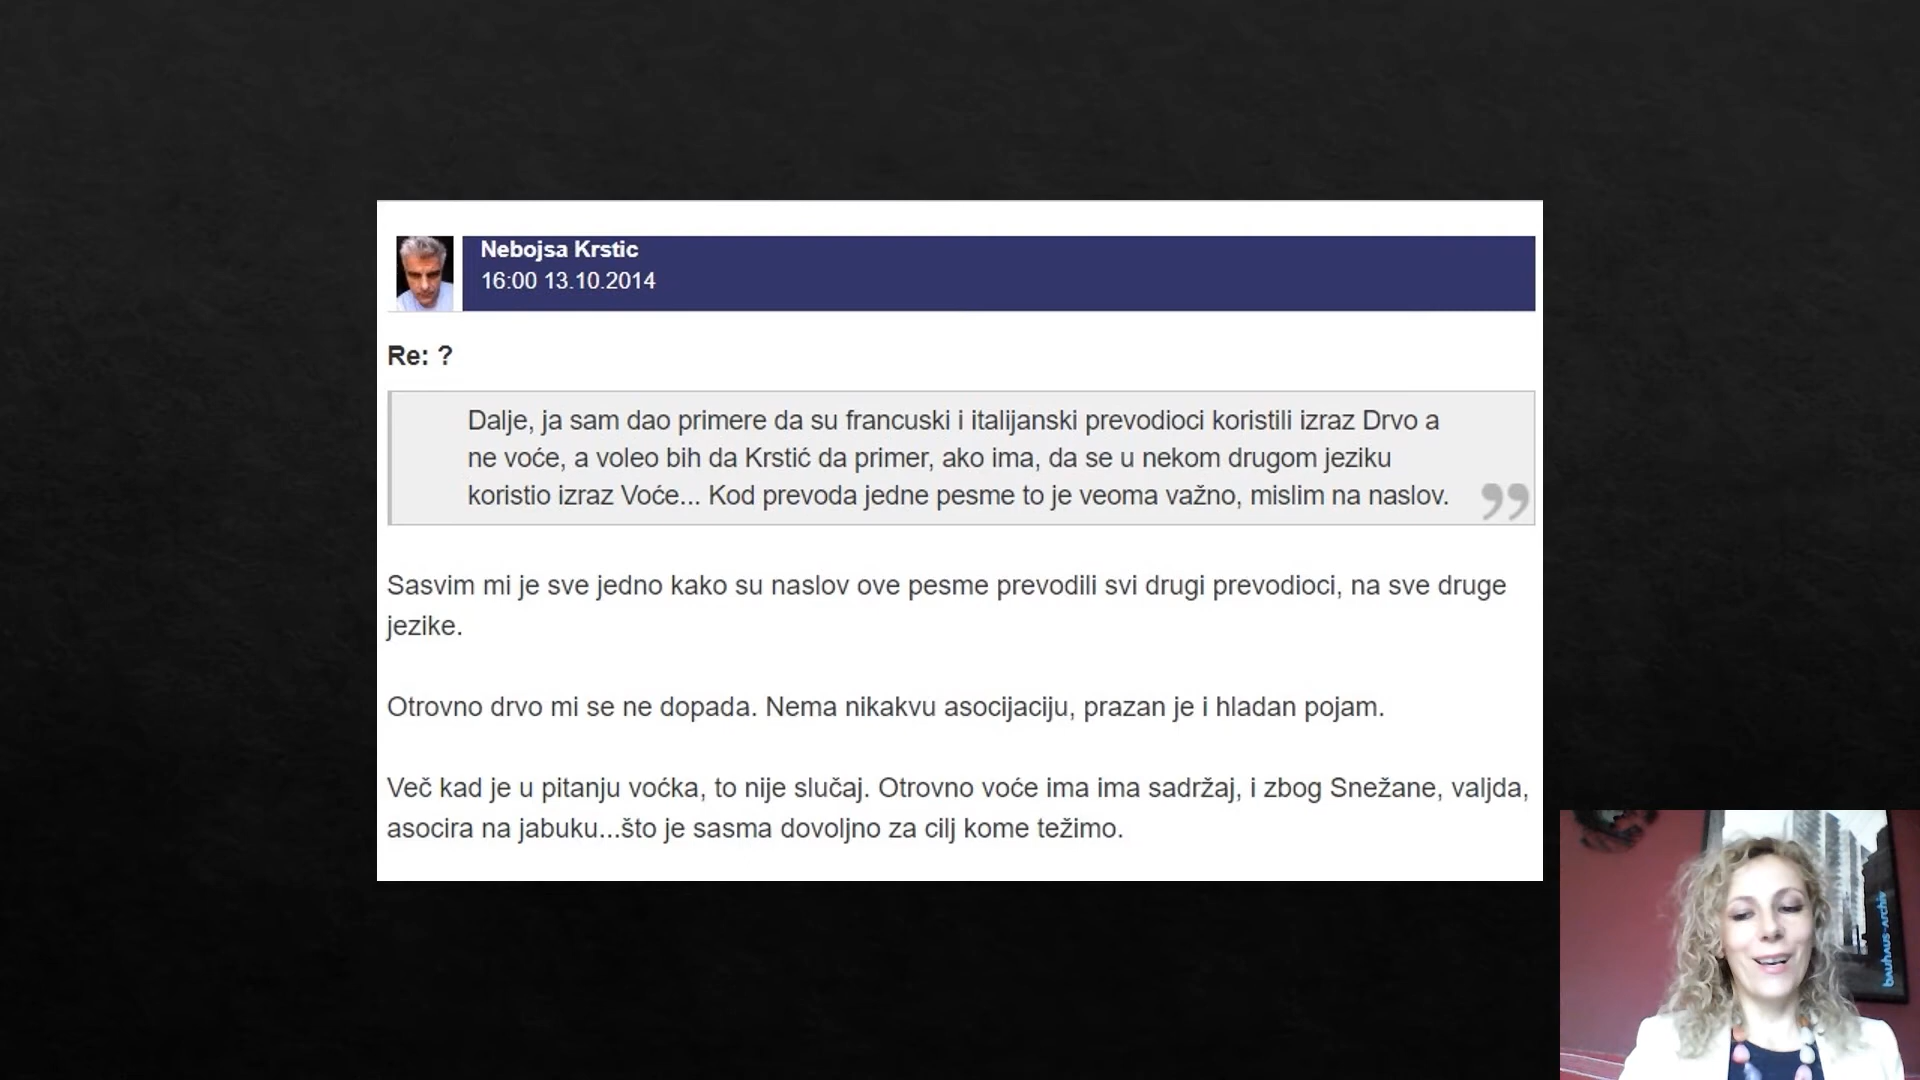 Nebojsa Krstic
16:00 13.10.2014
Re: ?
Dalje, ja sam dao primere da su francuski i italijanski prevodioci koristili izraz Drvo a
ne voće, a voleo bih da Krstić da primer, ako ima, da se u nekom drugom jeziku
koristio izraz Voće... Kod prevoda jedne pesme to je veoma važno, mislim na naslov.
”
Sasvim mi je sve jedno kako su naslov ove pesme prevodili svi drugi prevodioci, na sve druge
jezike.
Otrovno drvo mi se ne dopada. Nema nikakvu asocijaciju, prazan je i hladan pojam.
Več kad je u pitanju voćka, to nije slučaj. Otrovno voće ima ima sadržaj, i zbog Snežane, valjda,
asocira na jabuku...što je sasma dovoljno za cilj kome težimo.
bauhaus-archiv